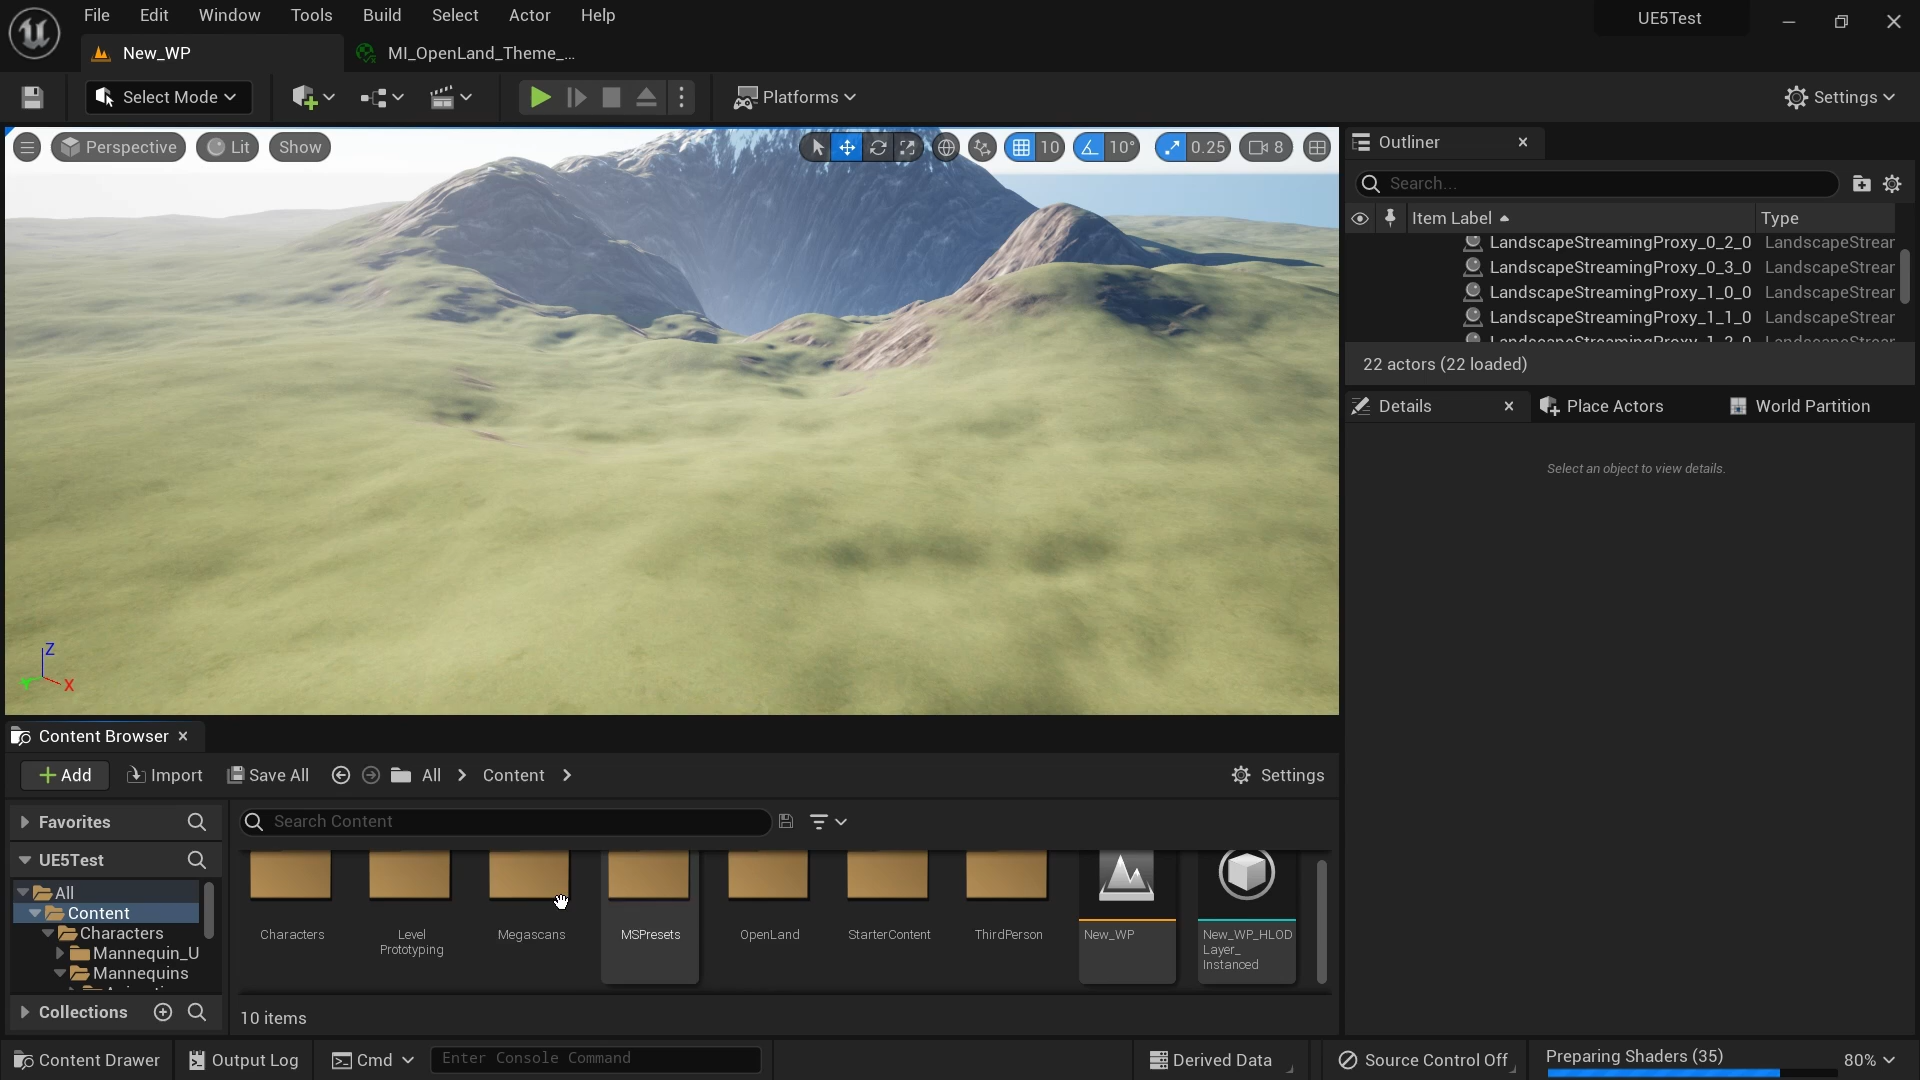 File Edit Window Tools Build Select Actor Help
UE5Test
New_WP
MI_OpenLand_Theme_...
Select Mode
Platforms
Settings
Perspective
Lit
Show
10
10°
0.25
8
Outliner
Search...
Item Label
Type
LandscapeStreamingProxy_0_2_0 LandscapeStrear
LandscapeStreamingProxy_0_3_0 LandscapeStrear
LandscapeStreamingProxy_1_0_0 LandscapeStrear
LandscapeStreamingProxy_1_1_0 LandscapeStrear
22 actors (22 loaded)
Details
Place Actors
World Partition
Select an object to view details.
Z
X
Content Browser
Add
Import
Save All
All
Content
Settings
Favorites
Search Content
UE5Test
All
Content
Characters
Mannequin_U
Mannequins
Collections
Characters
Level
Prototyping
Megascans
MSPresets
OpenLand
StarterContent
ThirdPerson
New_WP
New_WP_HLOD
Layer_
Instanced
10 items
Content Drawer
Output Log
Cmd
Enter Console Command
Derived Data
Source Control Off
Preparing Shaders (35)
80%